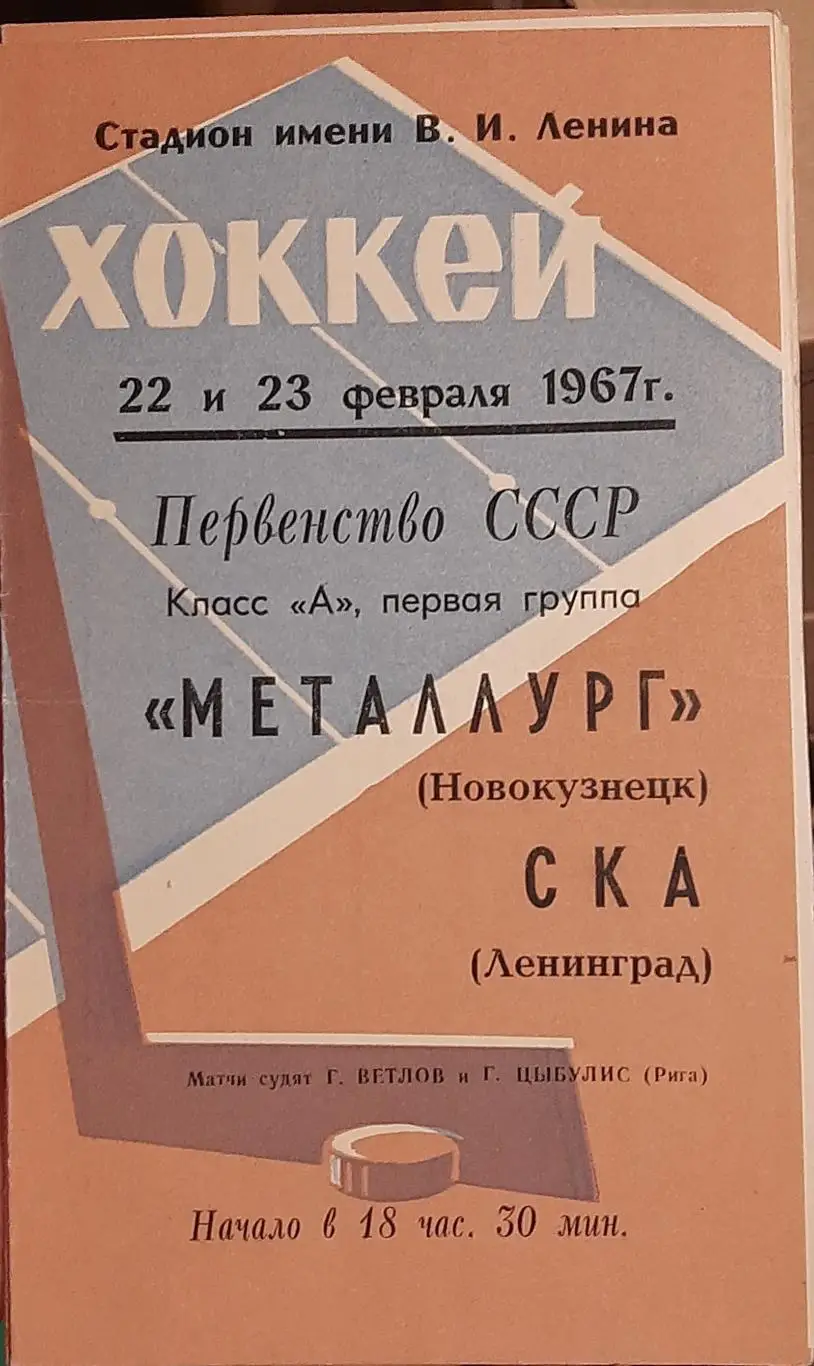 Стадион имени В. И. Ленина
ХОККЕЙ
22 и 23 февраля 1967г.
Первенство СССР
Класс «А», первая группа
«МЕТАЛЛУРГ»
(Новокузнецк)
СКА
(Ленинград)
Матчи судят Г. ВЕТЛОВ и Г. ЦЫБУЛИС (Рига)
Начало в 18 час. 30 мин.